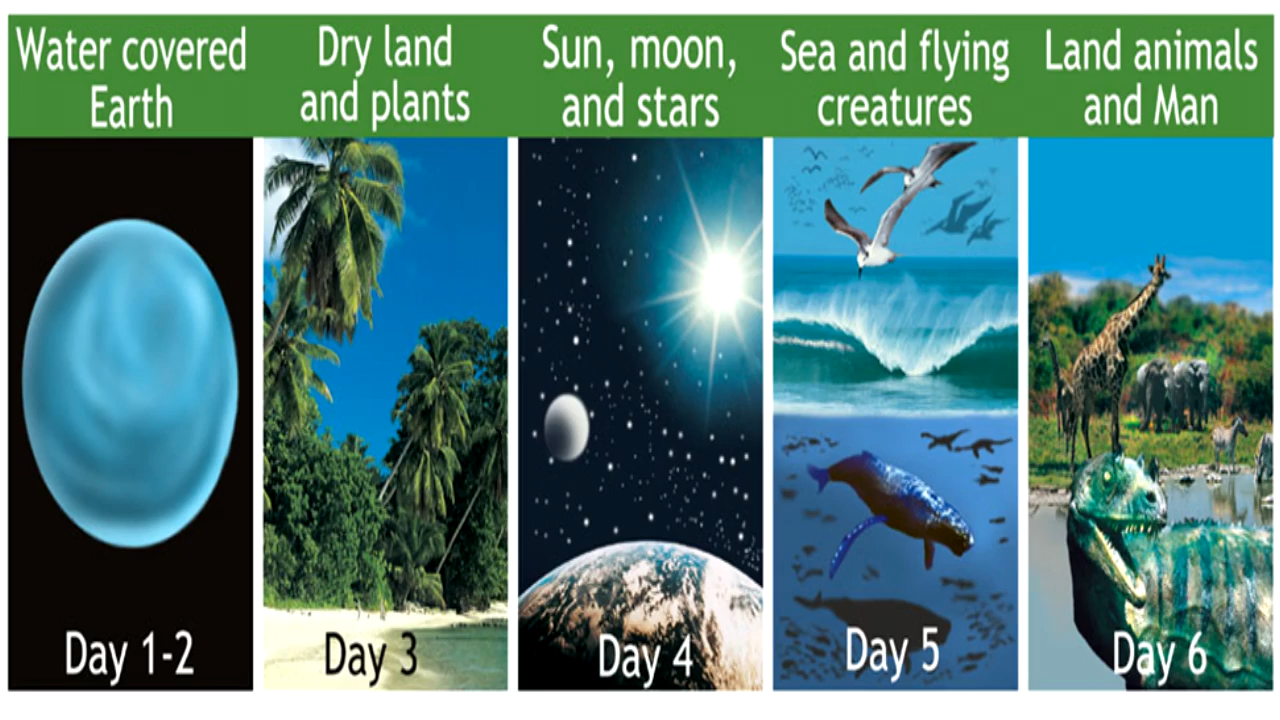 Water covered
Earth
Dry land
and plants
Sun, moon,
and stars
Sea and flying
creatures
Land animals
and Man
Day 1-2
Day 3
Day 4
Day 5
Day 6